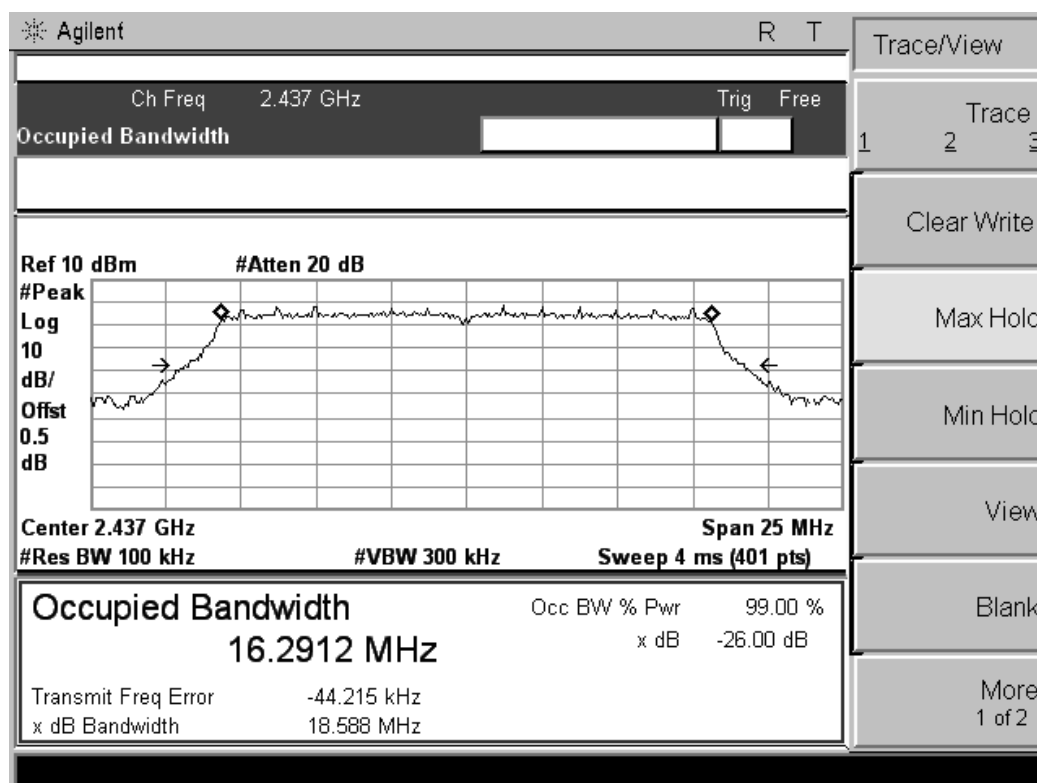 Agilent R T
Trace/View
Ch Freq 2.437 GHz Trig Free
Occupied Bandwidth
Trace
1 2 3
Clear Write
Ref 10 dBm #Atten 20 dB
#Peak
Log
10
dB/
Offst
0.5
dB
Max Hold
Min Hold
View
Center 2.437 GHz Span 25 MHz
#Res BW 100 kHz #VBW 300 kHz Sweep 4 ms (401 pts)
Occupied Bandwidth Occ BW % Pwr 99.00 %
16.2912 MHz x dB -26.00 dB
Transmit Freq Error -44.215 kHz
x dB Bandwidth 18.588 MHz
Blank
More
1 of 2